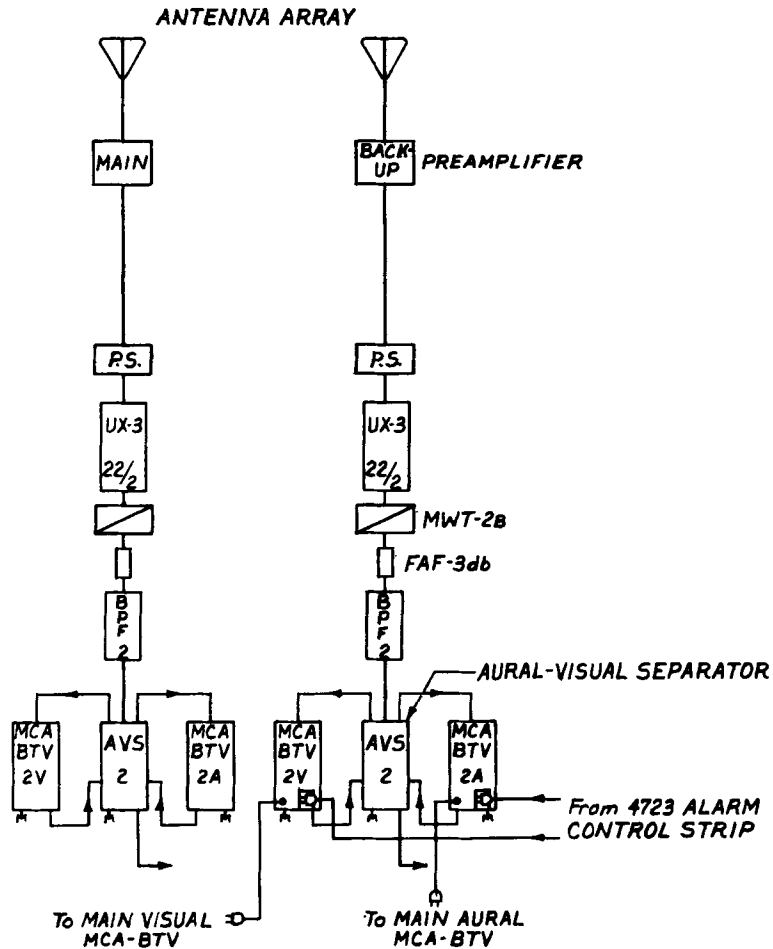 ANTENNA ARRAY
MAIN
BACK-
UP
PREAMPLIFIER
P.S.
P.S.
UX-3
22/2
UX-3
22/2
MWT-2B
FAF-3db
B
P
F
2
B
P
F
2
AURAL-VISUAL SEPARATOR
MCA
BTV
2V
AVS
2
MCA
BTV
2A
MCA
BTV
2V
AVS
2
MCA
BTV
2A
From 4723 ALARM
CONTROL STRIP
To MAIN VISUAL
MCA-BTV
To MAIN AURAL
MCA-BTV